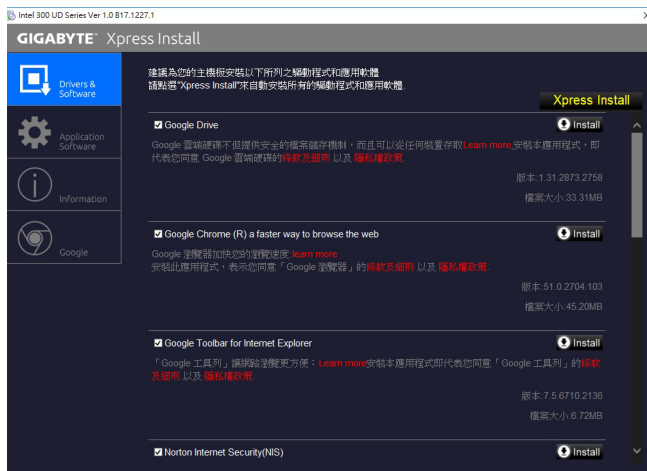 Intel 300 UD Series Ver 1.0 B17.1227.1
GIGABYTE™ Xpress Install
Drivers & Software
Application Software
Information
Google
建議為您的主機板安裝以下所列之驅動程式和應用軟體
請點選"Xpress Install"來自動安裝所有的驅動程式和應用軟體.
Xpress Install
Google Drive
Install
Google 雲端硬碟不但提供安全的檔案儲存機制，而且可以從任何裝置存取Learn more.安裝本應用程式，即
代表您同意 Google 雲端硬碟的條款及細則 以及 隱私權政策.
版本:1.31.2873.2758
檔案大小:33.31MB
Google Chrome (R) a faster way to browse the web
Install
Google 瀏覽器加快您的瀏覽速度:learn more
安裝此應用程式，表示您同意「Google 瀏覽器」的條款及細則 以及 隱私權政策.
版本:51.0.2704.103
檔案大小:45.20MB
Google Toolbar for Internet Explorer
Install
「Google 工具列」讓網路瀏覽更方便：Learn more安裝本應用程式即代表您同意「Google 工具列」的條款
及細則 以及 隱私權政策.
版本:7.5.6710.2136
檔案大小:6.72MB
Norton Internet Security(NIS)
Install